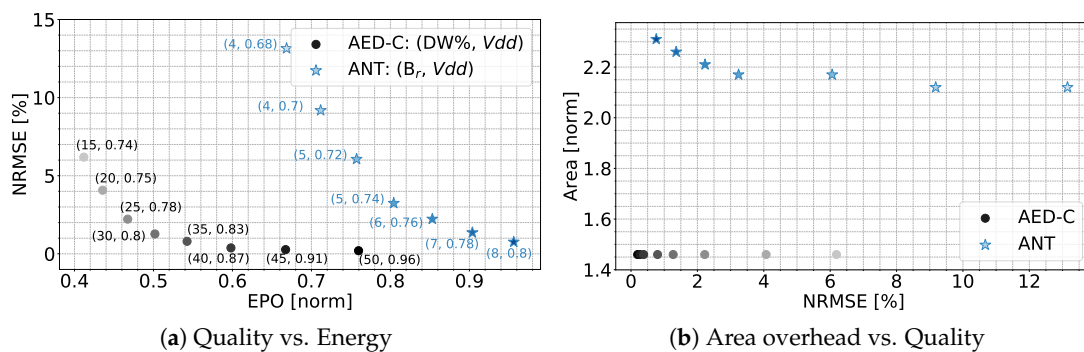 15
10
5
0
NRMSE [%]
(4, 0.68)
AED-C: (DW%, Vdd)
ANT: (Br, Vdd)
(4, 0.7)
(5, 0.72)
(15, 0.74)
(20, 0.75)
(5, 0.74)
(25, 0.78)
(6, 0.76)
(30, 0.8)
(35, 0.83)
(7, 0.78)
(40, 0.87)
(45, 0.91)
(50, 0.96)
(8, 0.8)
0.4 0.5 0.6 0.7 0.8 0.9
EPO [norm]
(a) Quality vs. Energy
2.2
2.0
1.8
1.6
1.4
Area [norm]
AED-C
ANT
0 2 4 6 8 10 12
NRMSE [%]
(b) Area overhead vs. Quality